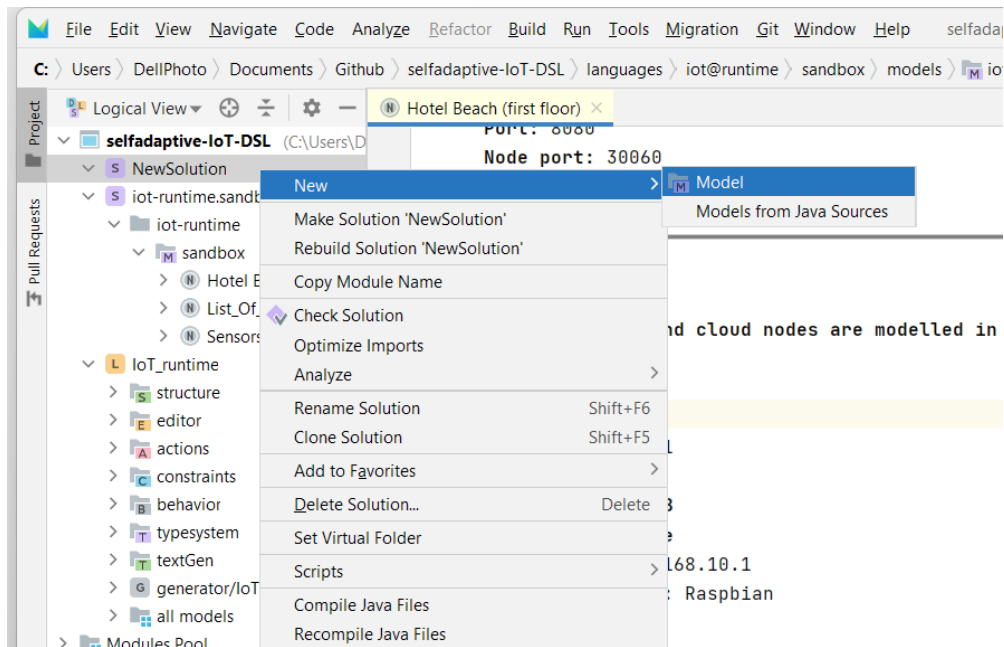 File Edit View Navigate Code Analyze Refactor Build Run Tools Migration Git Window Help selfada
C: Users DellPhoto Documents Github selfadaptive-IoT-DSL languages iot@runtime sandbox models io
Project
Pull Requests
Logical View
Hotel Beach (first floor)
selfadaptive-IoT-DSL (C:\Users\D
NewSolution
iot-runtime.sandb
iot-runtime
sandbox
Hotel B
List_Of_
Sensors
IoT_runtime
structure
editor
actions
constraints
behavior
typesystem
textGen
generator/IoT
all models
Modules Pool
Port: 8080
Node port: 30060
New
Make Solution 'NewSolution'
Rebuild Solution 'NewSolution'
Copy Module Name
Check Solution
Optimize Imports
Analyze
Rename Solution Shift+F6
Clone Solution Shift+F5
Add to Favorites
Delete Solution... Delete
Set Virtual Folder
Scripts
Compile Java Files
Recompile Java Files
Model
Models from Java Sources
nd cloud nodes are modelled in
168.10.1
: Raspbian